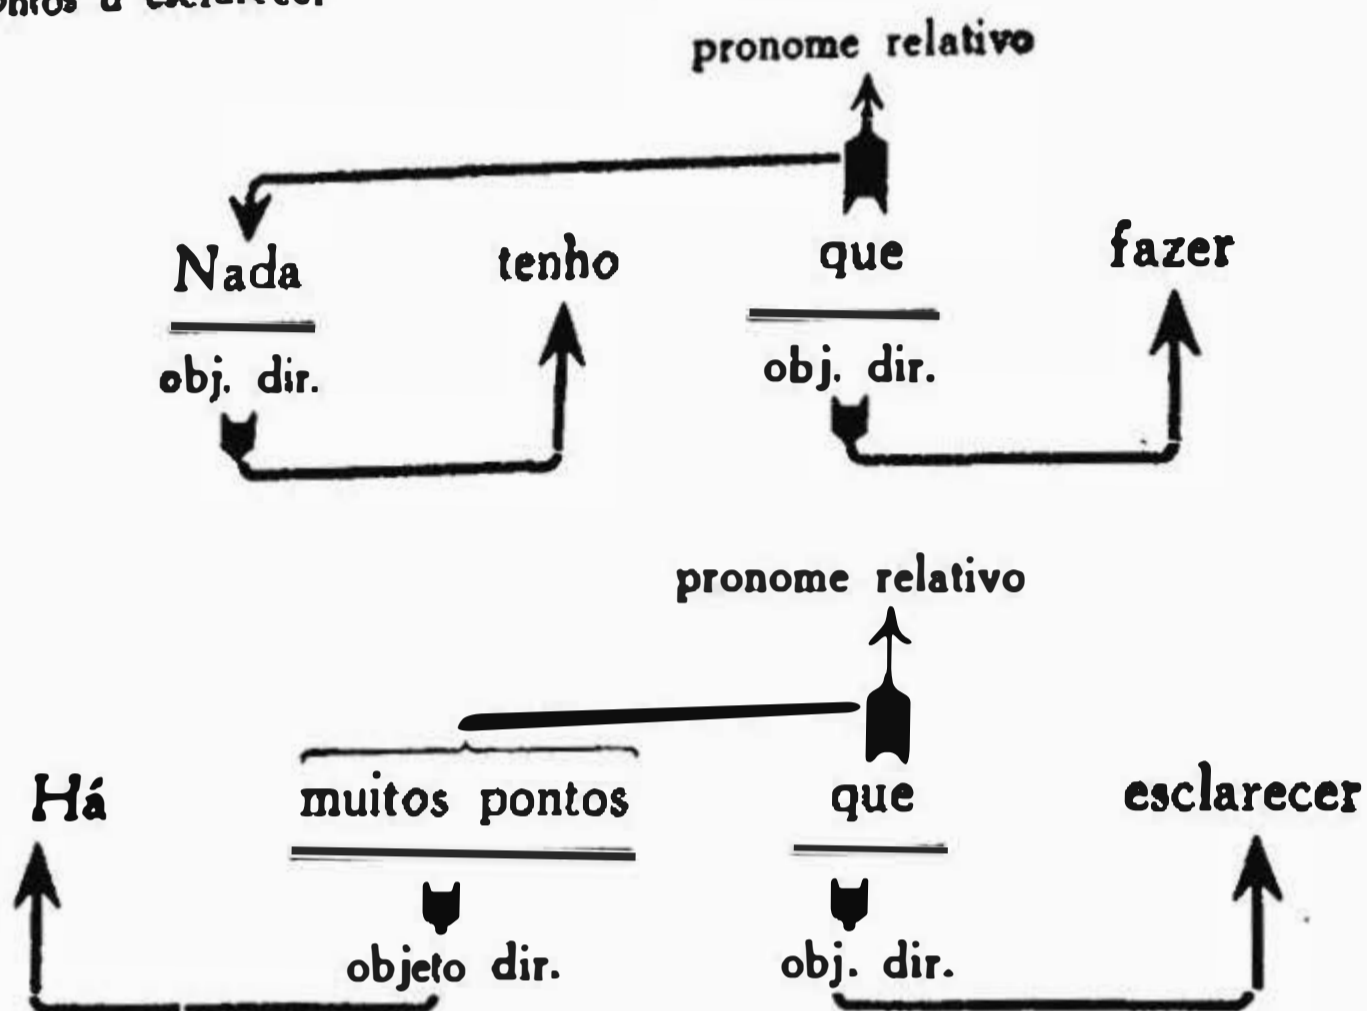 pronome relativo
Nada tenho que fazer
obj. dir. obj. dir.
pronome relativo
Há muitos pontos que esclarecer
objeto dir. obj. dir.